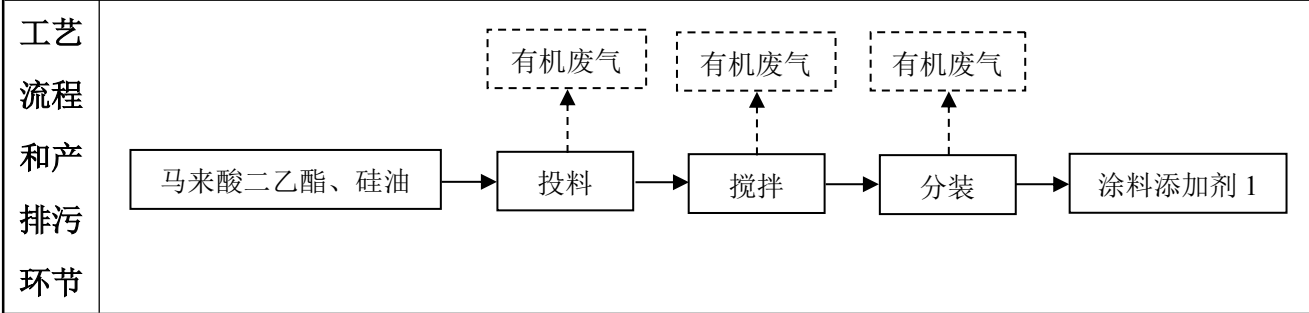 工艺
流程
和产
排污
环节
有机废气 有机废气 有机废气
马来酸二乙酯、硅油 投料 搅拌 分装 涂料添加剂 1